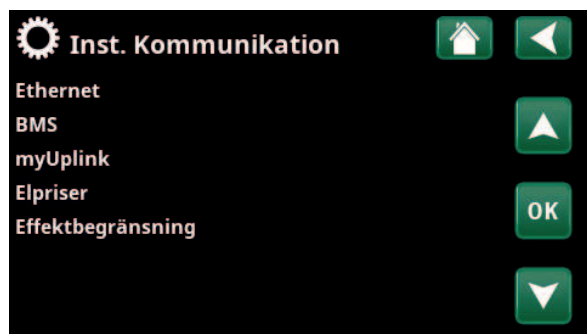 Inst. Kommunikation
Ethernet
BMS
myUplink
Elpriser
OK
Effektbegränsning